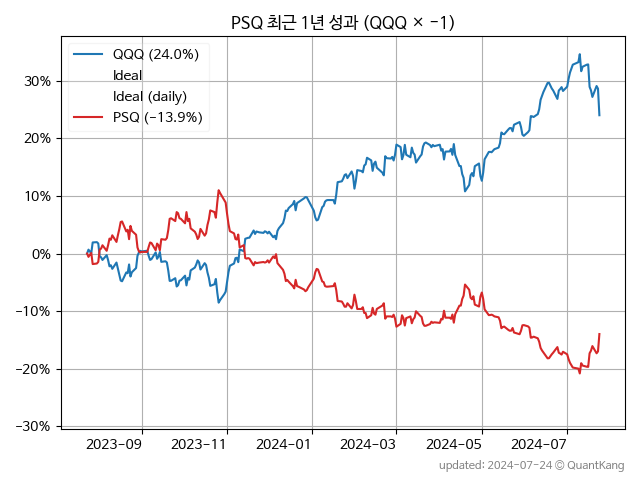 PSQ 최근 1년 성과 (QQQ × −1)
QQQ (24.0%)
Ideal
Ideal (daily)
PSQ (−13.9%)
30%
20%
10%
0%
−10%
−20%
−30%
2023−09
2023−11
2024−01
2024−03
2024−05
2024−07
updated: 2024-07-24 © QuantKang